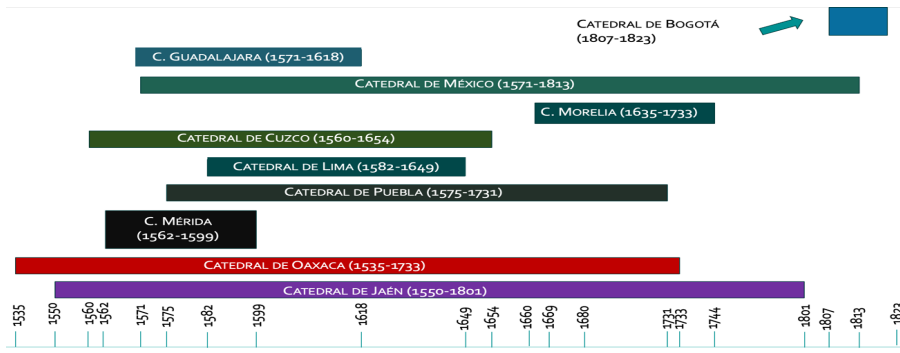 Catedral de Bogotá
(1807-1823)
C. Guadalajara (1571-1618)
Catedral de México (1571-1813)
C. Morelia (1635-1733)
Catedral de Cuzco (1560-1654)
Catedral de Lima (1582-1649)
Catedral de Puebla (1575-1731)
C. Mérida
(1562-1599)
Catedral de Oaxaca (1535-1733)
Catedral de Jaén (1550-1801)
1535 1550 1560 1562 1571 1575 1582 1599 1618 1649 1654 1660 1669 1680 1731 1733 1744 1801 1807 1813 1823